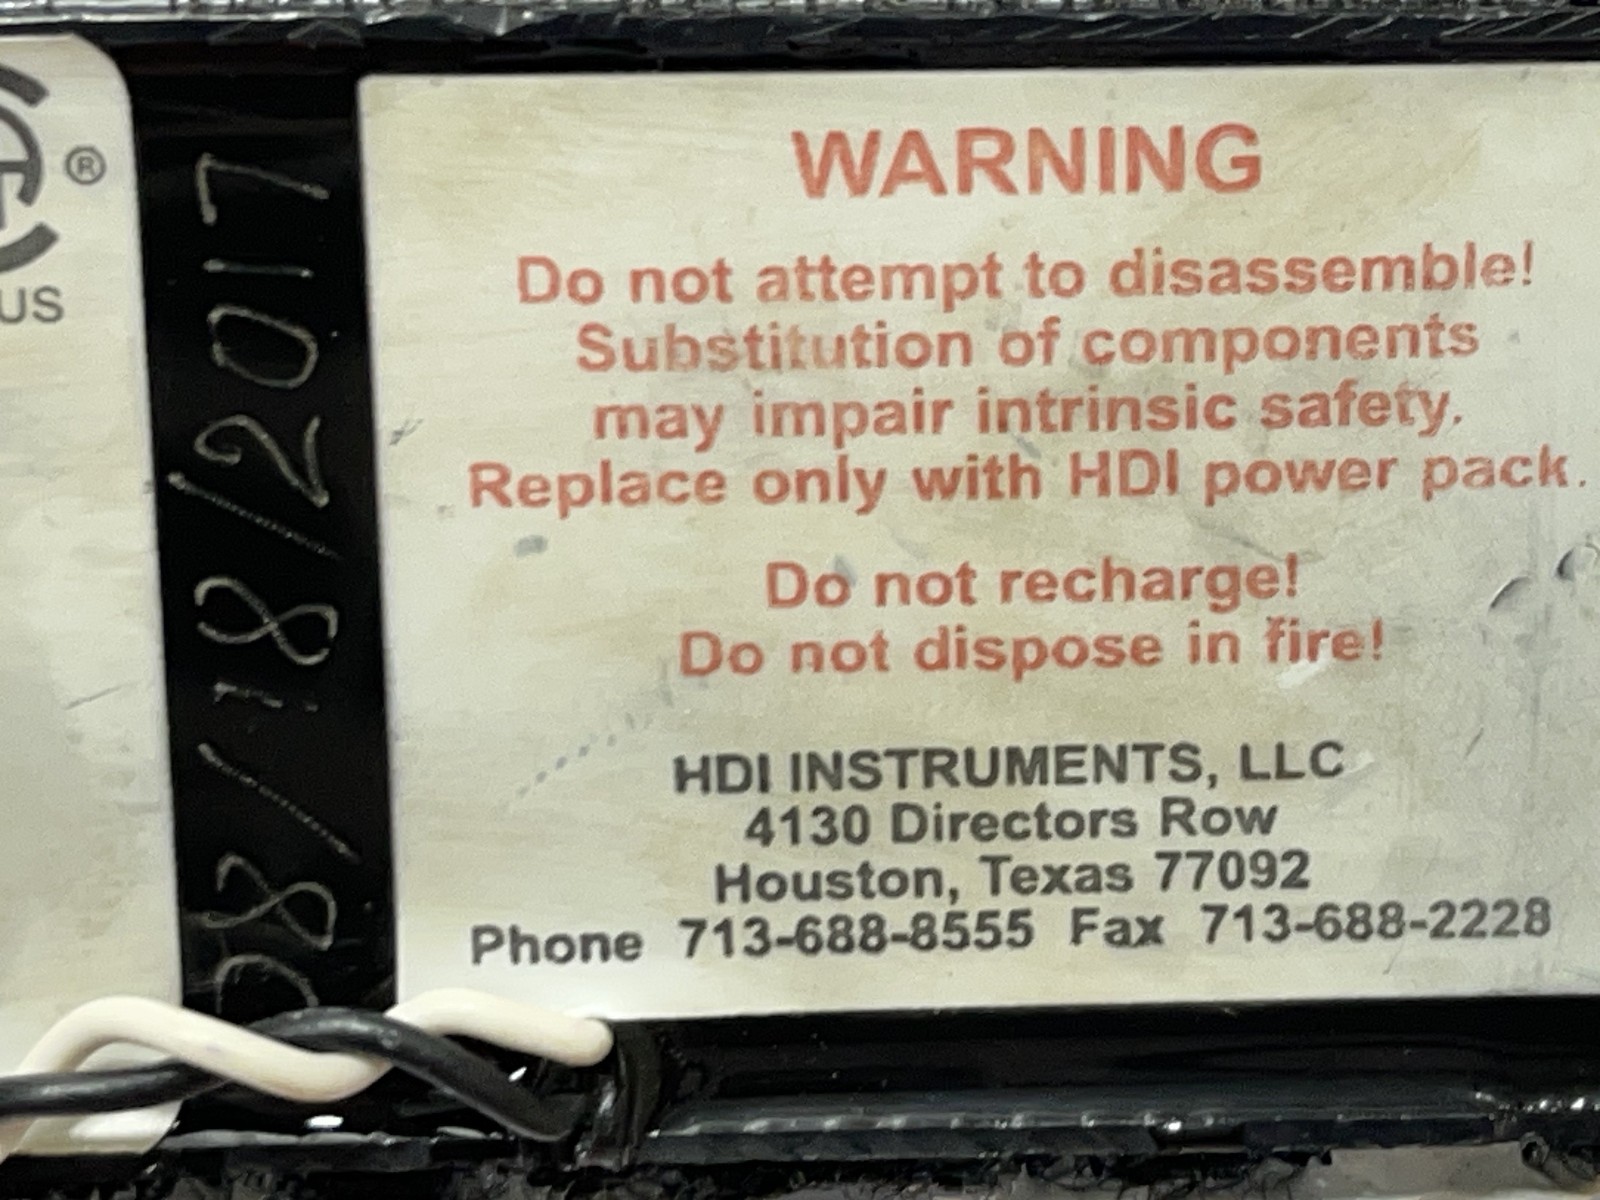 ®
US
08/18/2017
WARNING
Do not attempt to disassemble!
Substitution of components
may impair intrinsic safety.
Replace only with HDI power pack.
Do not recharge!
Do not dispose in fire!
HDI INSTRUMENTS, LLC
4130 Directors Row
Houston, Texas 77092
Phone 713-688-8555 Fax 713-688-2228